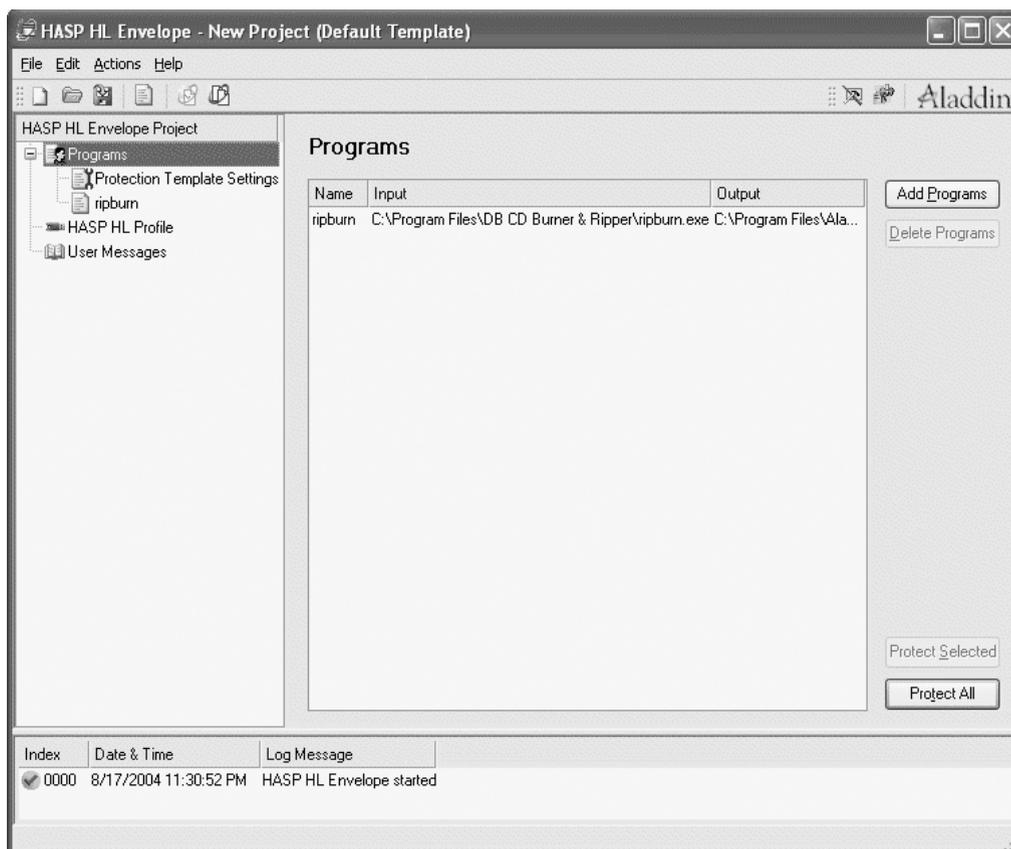 HASP HL Envelope - New Project (Default Template)
File Edit Actions Help
Aladdin
HASP HL Envelope Project
Programs
Protection Template Settings
ripburn
HASP HL Profile
User Messages
Programs
Name Input Output
ripburn C:\Program Files\DB CD Burner & Ripper\ripburn.exe C:\Program Files\Ala...
Add Programs
Delete Programs
Protect Selected
Protect All
Index Date & Time Log Message
0000 8/17/2004 11:30:52 PM HASP HL Envelope started